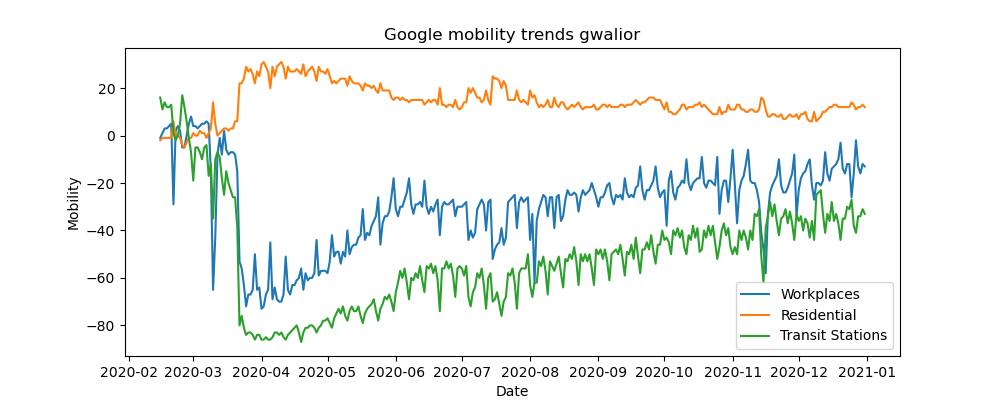 Google mobility trends gwalior
Mobility
20
0
−20
−40
−60
−80
2020-02 2020-03 2020-04 2020-05 2020-06 2020-07 2020-08 2020-09 2020-10 2020-11 2020-12 2021-01
Date
Workplaces
Residential
Transit Stations